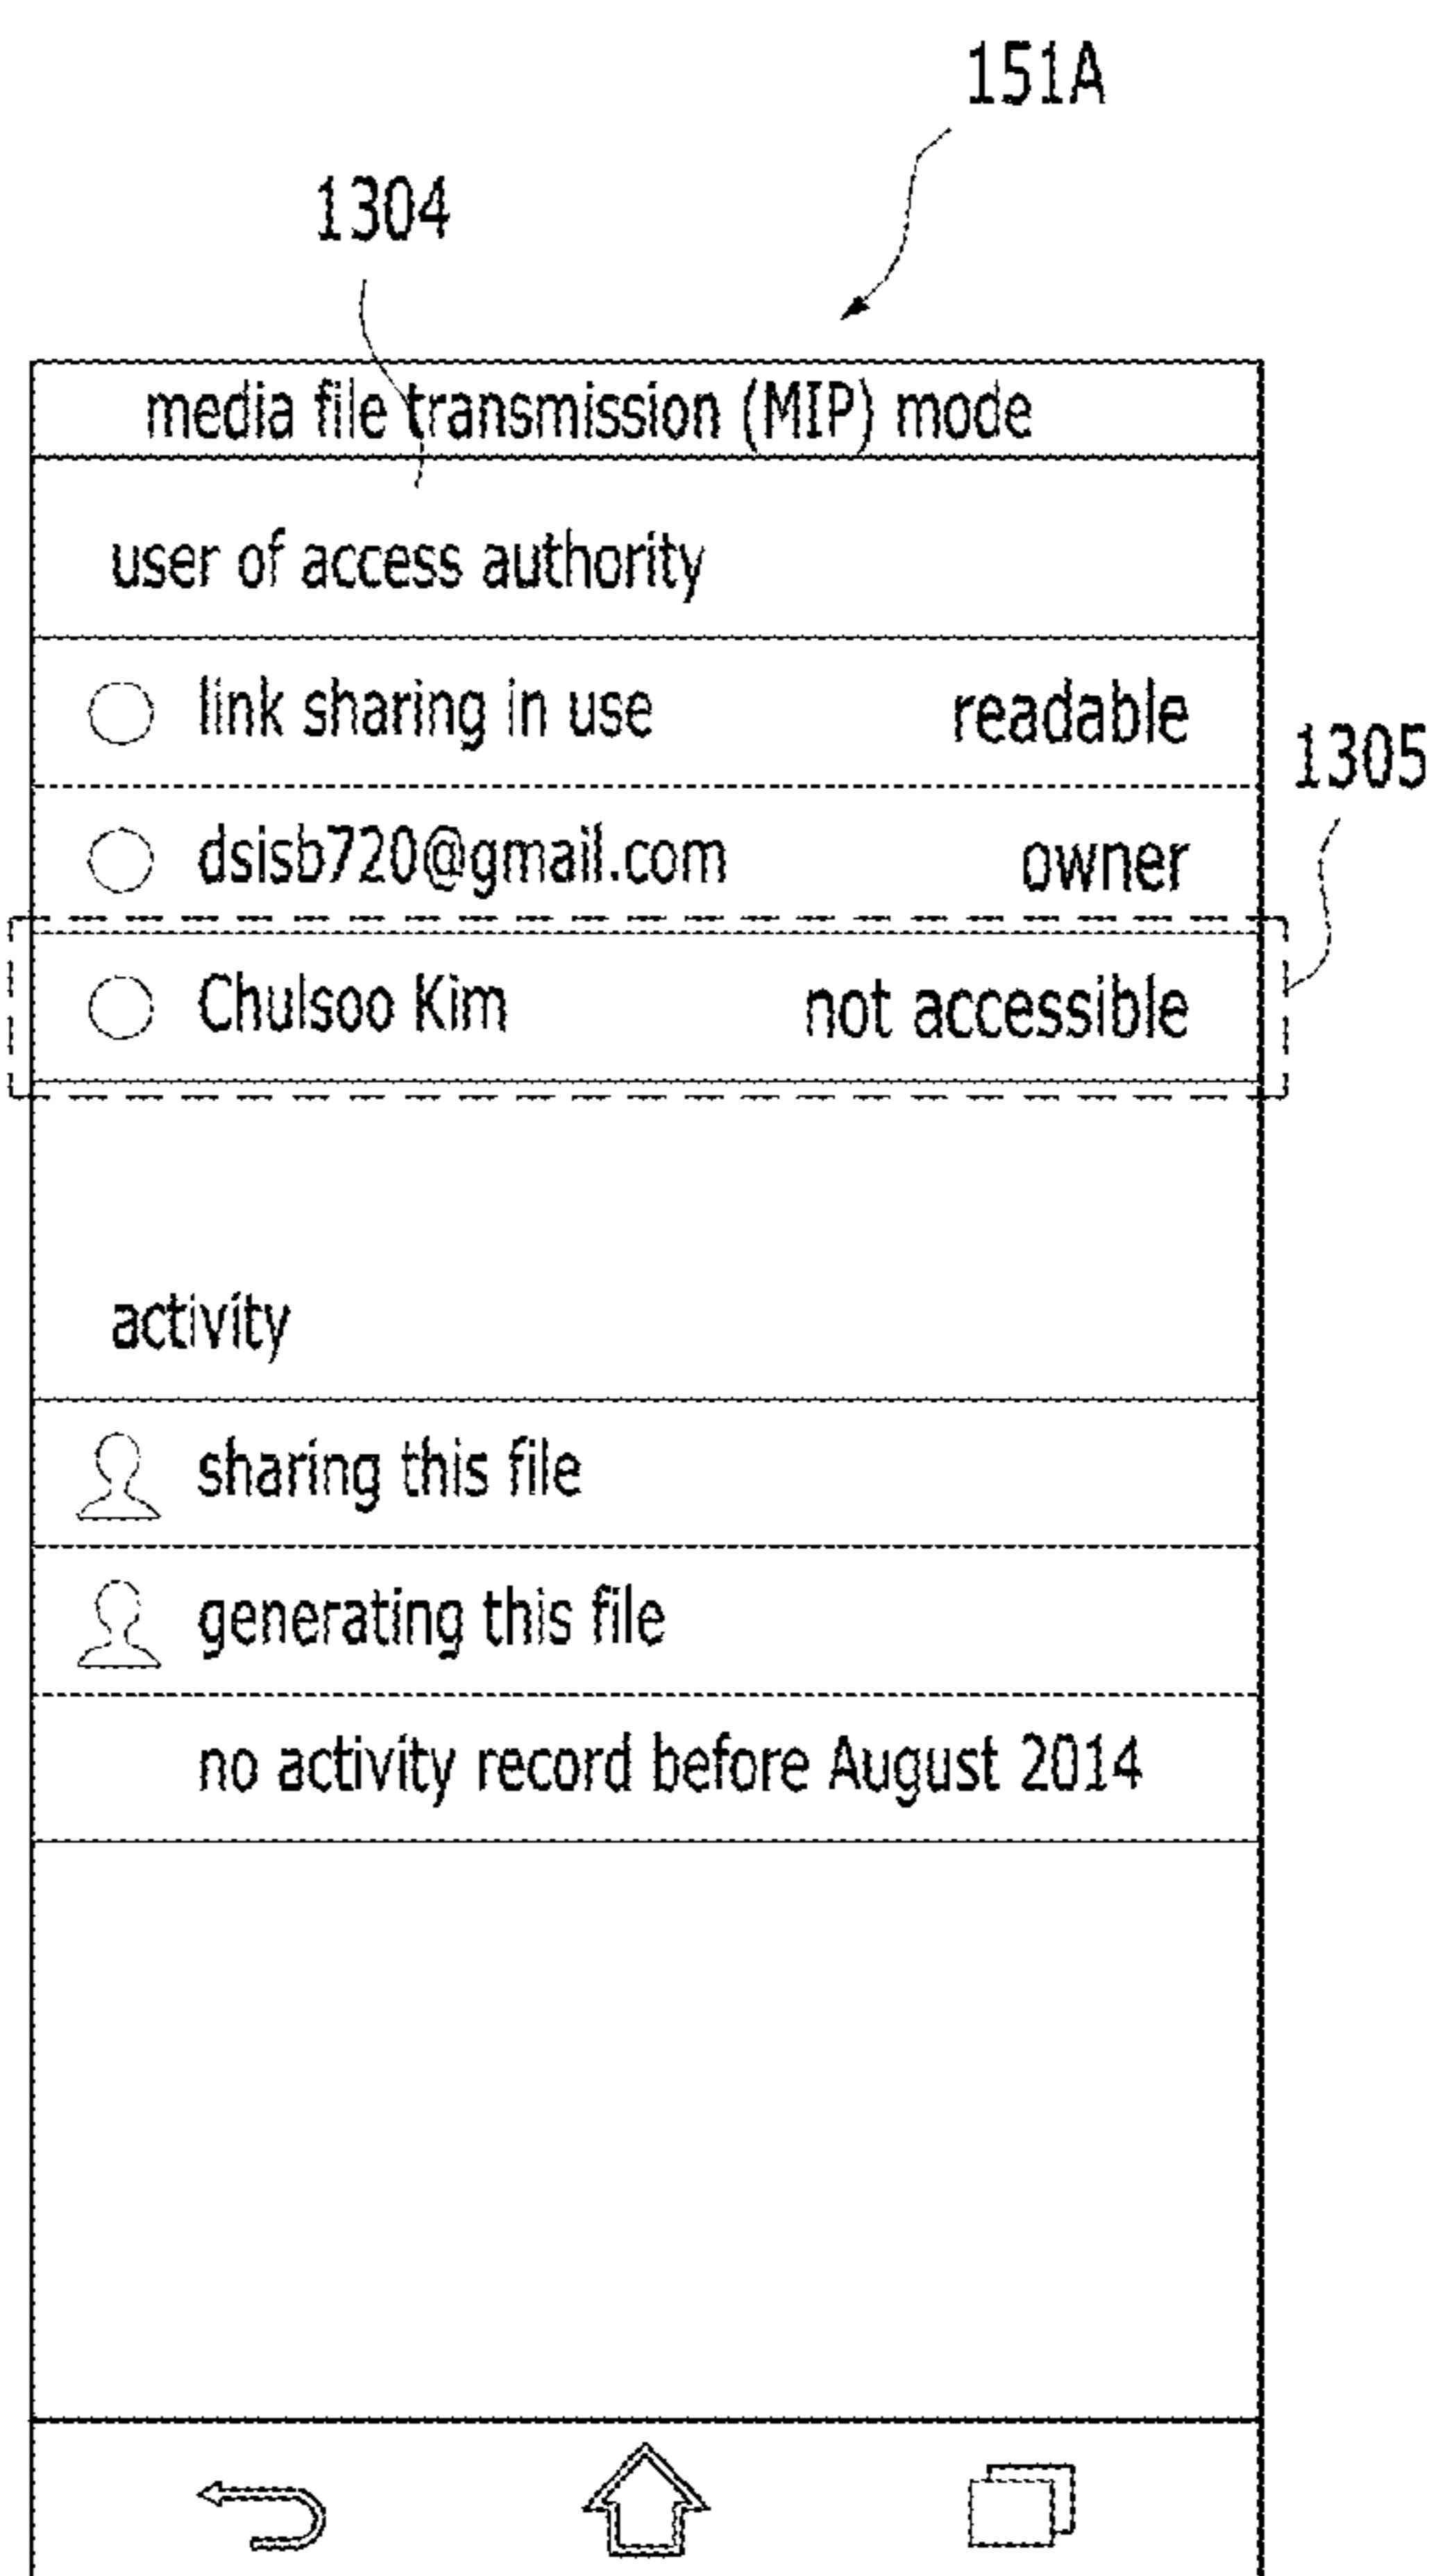 151A
1304
media file transmission (MIP) mode
user of access authority
link sharing in use readable
1305
dsisb720@gmail.com owner
Chulsoo Kim not accessible
activity
sharing this file
generating this file
no activity record before August 2014